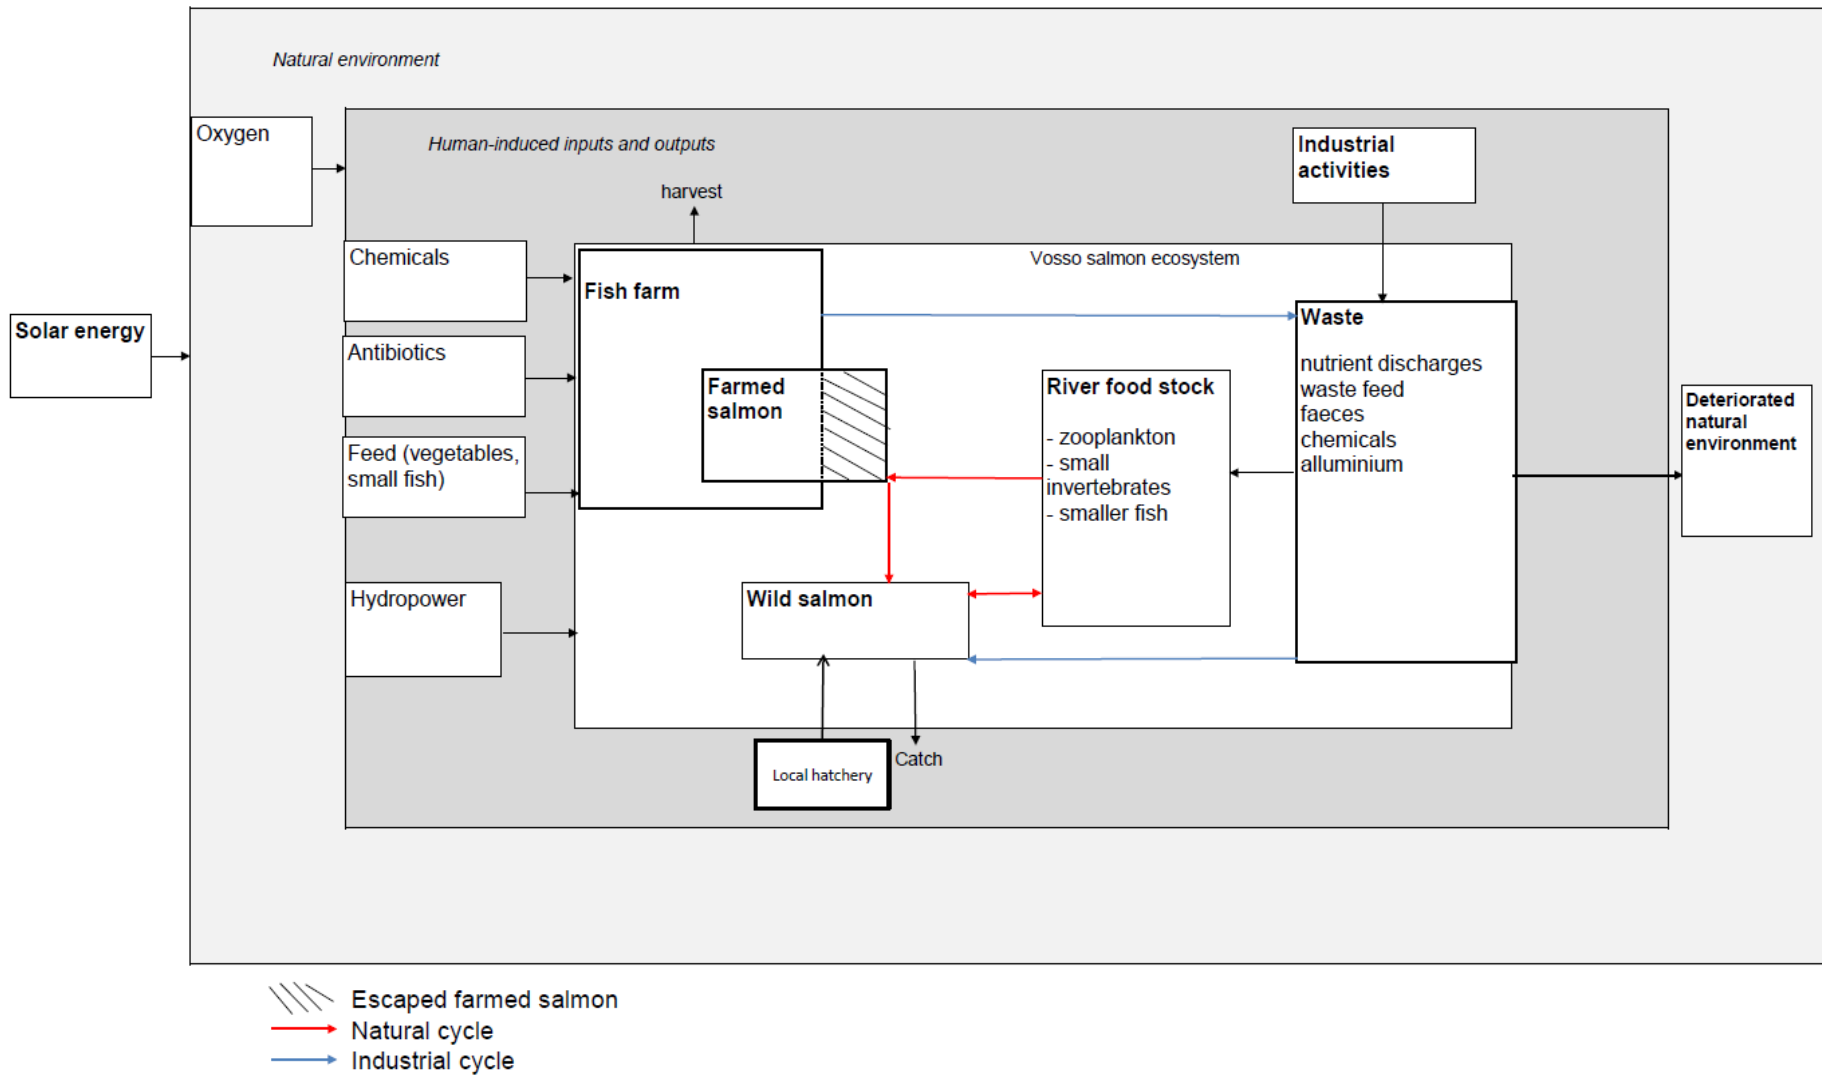 Natural environment
Oxygen
Human-induced inputs and outputs
Industrial
activities
harvest
Chemicals
Vosso salmon ecosystem
Fish farm
Solar energy
Antibiotics
Waste
nutrient discharges
waste feed
faeces
chemicals
alluminium
Farmed
salmon
River food stock
- zooplankton
- small
invertebrates
- smaller fish
Deteriorated
natural
environment
Feed (vegetables,
small fish)
Hydropower
Wild salmon
Local hatchery
Catch
Escaped farmed salmon
Natural cycle
Industrial cycle